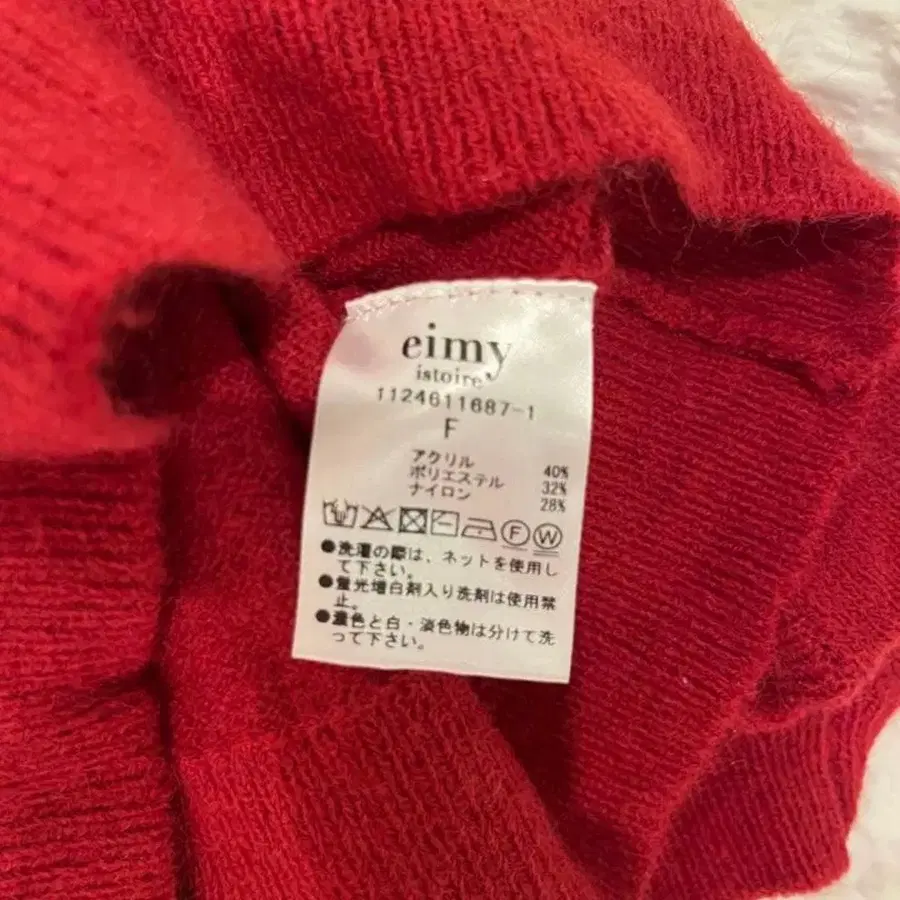 eimy
istoire
1124611687-1
F
アクリル 40%
ポリエステル 32%
ナイロン 28%
F W
●洗濯の際は、ネットを使用し
て下さい。
●蛍光増白剤入り洗剤は使用禁
止。
●濃色と白・淡色物は分けて洗
って下さい。